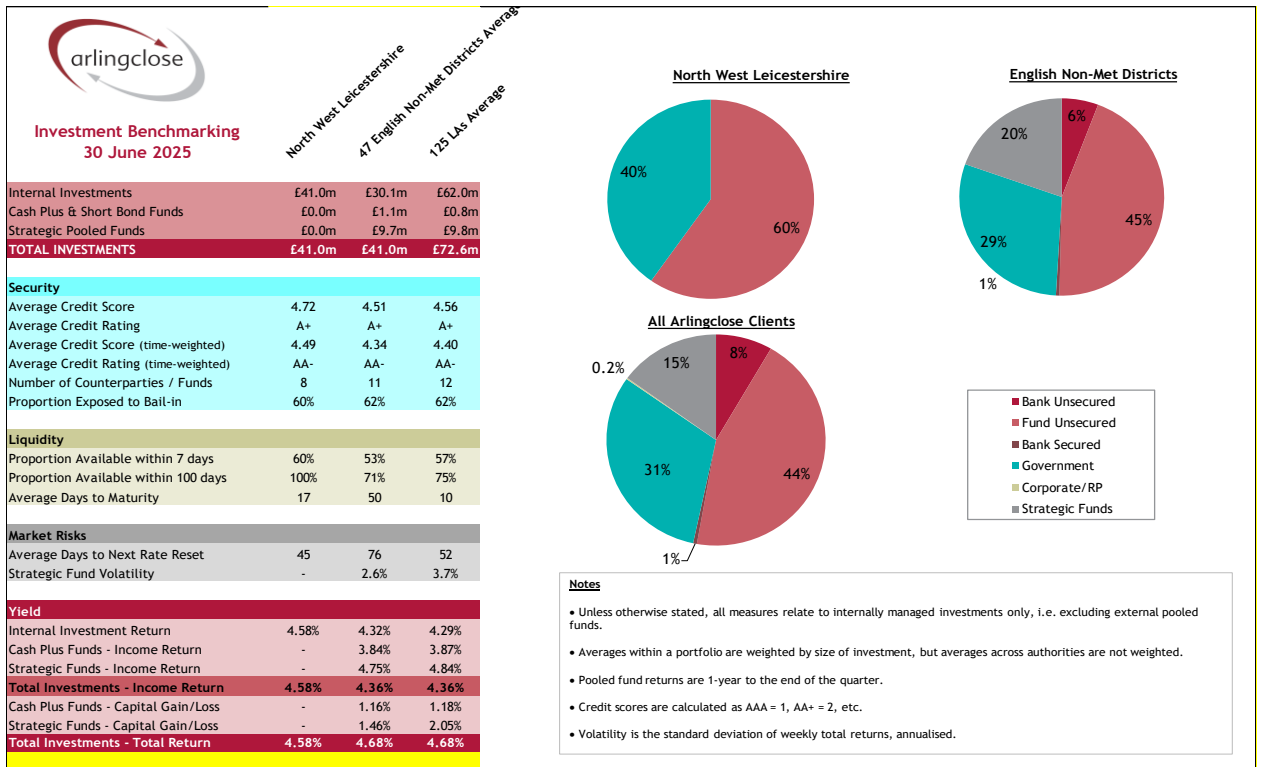 arlingclose
Investment Benchmarking
30 June 2025
North West Leicestershire
47 English Non-Met Districts Average
125 LAs Average
Internal Investments £41.0m £30.1m £62.0m
Cash Plus & Short Bond Funds £0.0m £1.1m £0.8m
Strategic Pooled Funds £0.0m £9.7m £9.8m
TOTAL INVESTMENTS £41.0m £41.0m £72.6m
Security
Average Credit Score 4.72 4.51 4.56
Average Credit Rating A+ A+ A+
Average Credit Score (time-weighted) 4.49 4.34 4.40
Average Credit Rating (time-weighted) AA- AA- AA-
Number of Counterparties / Funds 8 11 12
Proportion Exposed to Bail-in 60% 62% 62%
Liquidity
Proportion Available within 7 days 60% 53% 57%
Proportion Available within 100 days 100% 71% 75%
Average Days to Maturity 17 50 10
Market Risks
Average Days to Next Rate Reset 45 76 52
Strategic Fund Volatility - 2.6% 3.7%
Yield
Internal Investment Return 4.58% 4.32% 4.29%
Cash Plus Funds - Income Return - 3.84% 3.87%
Strategic Funds - Income Return - 4.75% 4.84%
Total Investments - Income Return 4.58% 4.36% 4.36%
Cash Plus Funds - Capital Gain/Loss - 1.16% 1.18%
Strategic Funds - Capital Gain/Loss - 1.46% 2.05%
Total Investments - Total Return 4.58% 4.68% 4.68%
North West Leicestershire
40%
60%
English Non-Met Districts
6%
20%
45%
29%
1%
All Arlingclose Clients
8%
15%
0.2%
31%
44%
1%
Bank Unsecured
Fund Unsecured
Bank Secured
Government
Corporate/RP
Strategic Funds
Notes
• Unless otherwise stated, all measures relate to internally managed investments only, i.e. excluding external pooled
funds.
• Averages within a portfolio are weighted by size of investment, but averages across authorities are not weighted.
• Pooled fund returns are 1-year to the end of the quarter.
• Credit scores are calculated as AAA = 1, AA+ = 2, etc.
• Volatility is the standard deviation of weekly total returns, annualised.